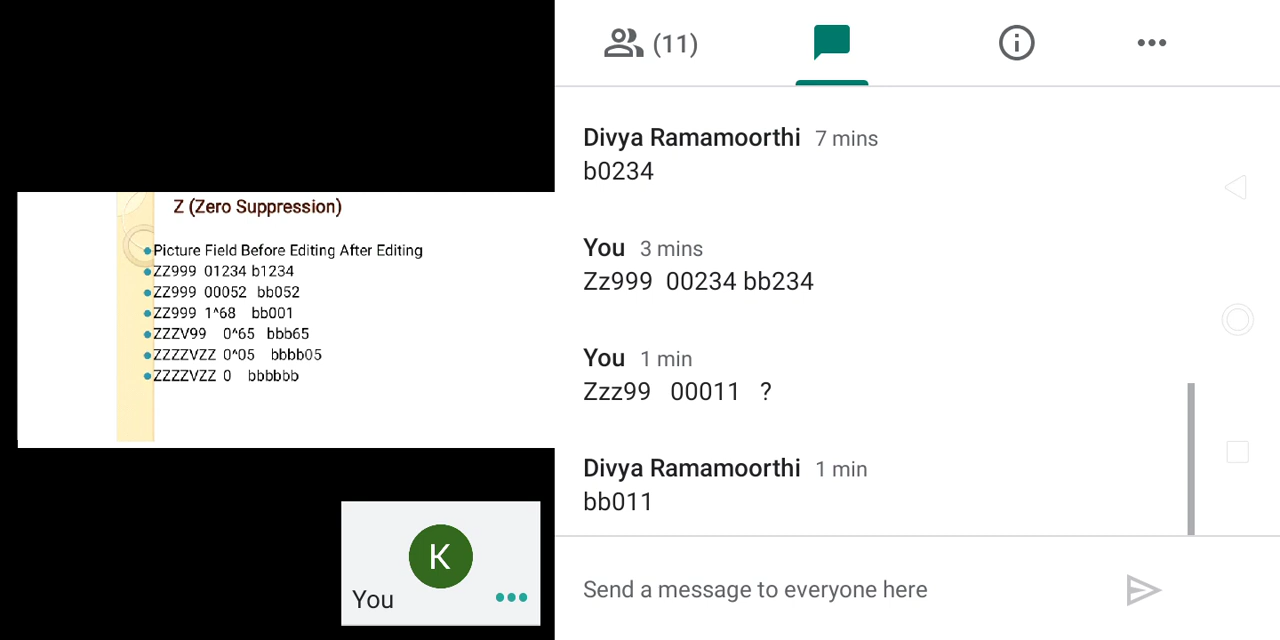 Z (Zero Suppression)
Picture Field Before Editing After Editing
ZZ999 01234 b1234
ZZ999 00052 bb052
ZZ999 1^68 bb001
ZZZV99 0^65 bbb65
ZZZZVZZ 0^05 bbbb05
ZZZZVZZ 0 bbbbbb
K
You
(11)
Divya Ramamoorthi 7 mins
b0234
You 3 mins
Zz999 00234 bb234
You 1 min
Zzz99 00011 ?
Divya Ramamoorthi 1 min
bb011
Send a message to everyone here